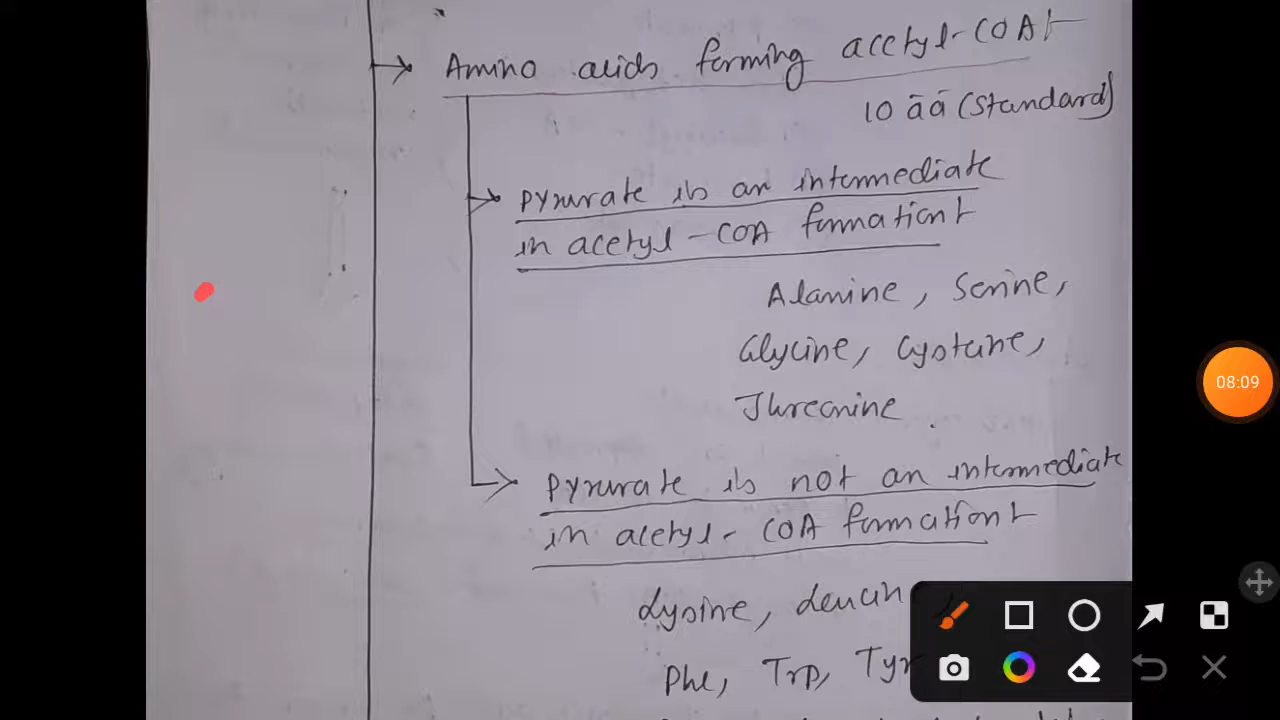 Amino acids forming acetyl-COA :-
10 āā (Standard)
Pyruvate is an intermediate
in acetyl-COA formation :-
Alanine, Serine,
Glycine, Cysteine,
Threonine
Pyruvate is not an intermediate
in acetyl-COA formation :-
Lysine,
Phe, Trp, Tyr
08:09